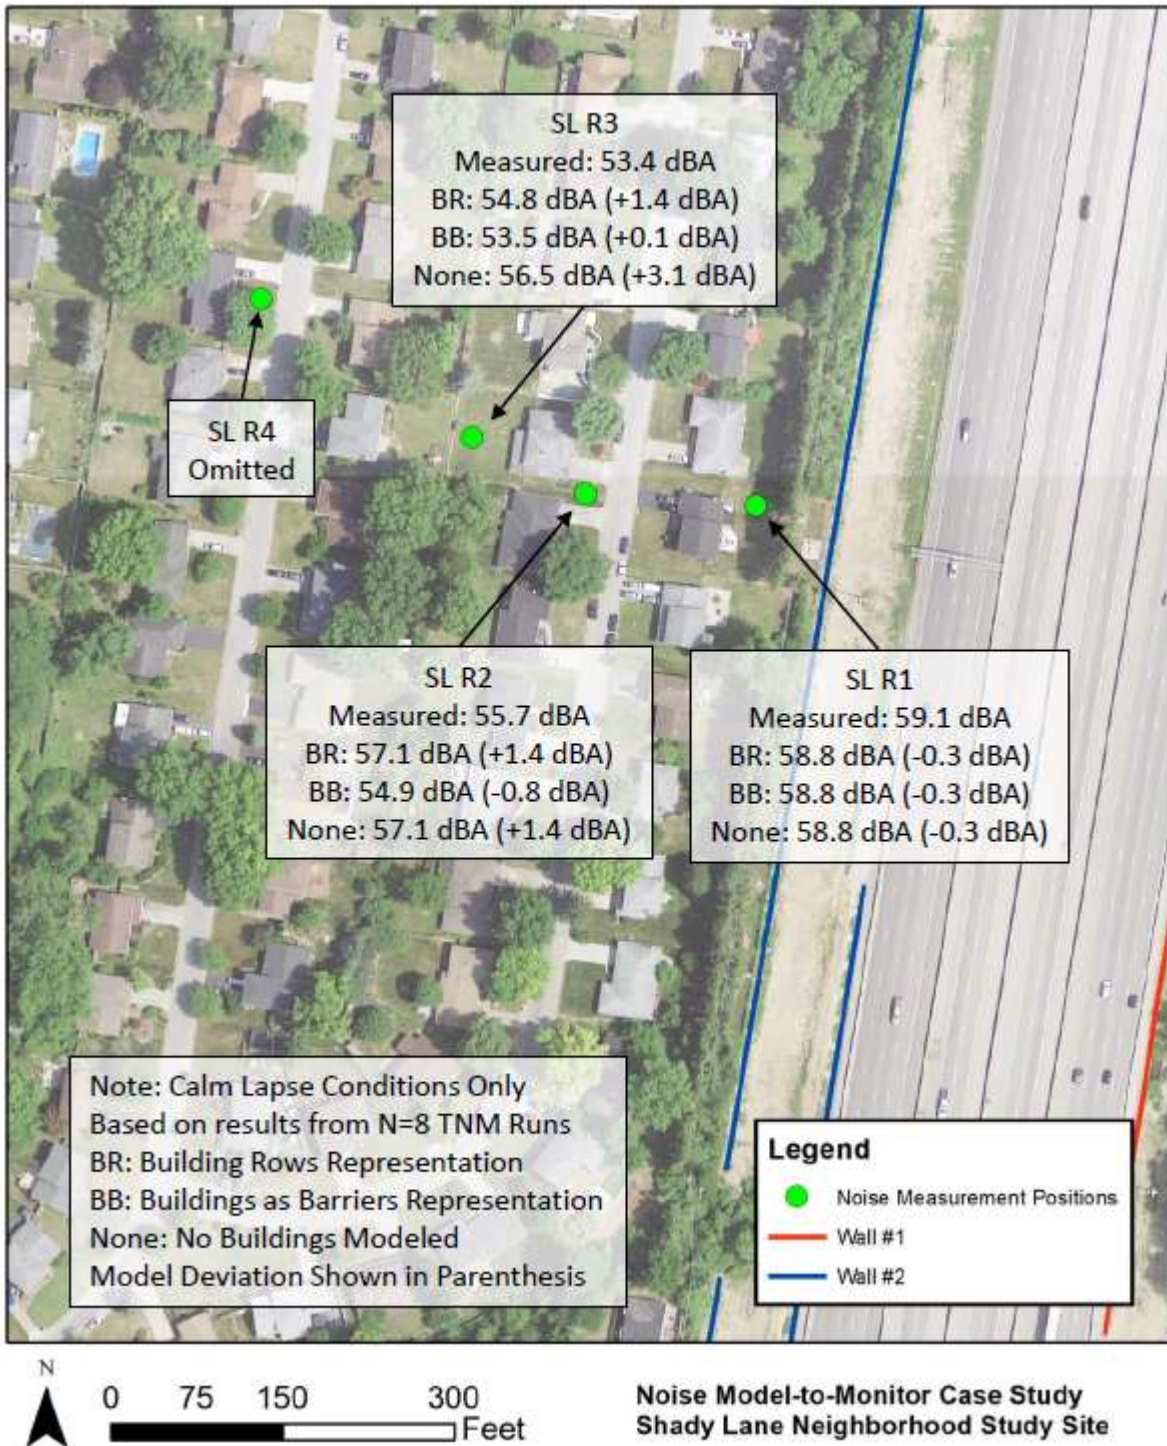 SL R3
Measured: 53.4 dBA
BR: 54.8 dBA (+1.4 dBA)
BB: 53.5 dBA (+0.1 dBA)
None: 56.5 dBA (+3.1 dBA)
SL R4
Omitted
SL R2
Measured: 55.7 dBA
BR: 57.1 dBA (+1.4 dBA)
BB: 54.9 dBA (-0.8 dBA)
None: 57.1 dBA (+1.4 dBA)
SL R1
Measured: 59.1 dBA
BR: 58.8 dBA (-0.3 dBA)
BB: 58.8 dBA (-0.3 dBA)
None: 58.8 dBA (-0.3 dBA)
Note: Calm Lapse Conditions Only
Based on results from N=8 TNM Runs
BR: Building Rows Representation
BB: Buildings as Barriers Representation
None: No Buildings Modeled
Model Deviation Shown in Parenthesis
Legend
Noise Measurement Positions
Wall #1
Wall #2
N
0 75 150 300
Feet
Noise Model-to-Monitor Case Study
Shady Lane Neighborhood Study Site